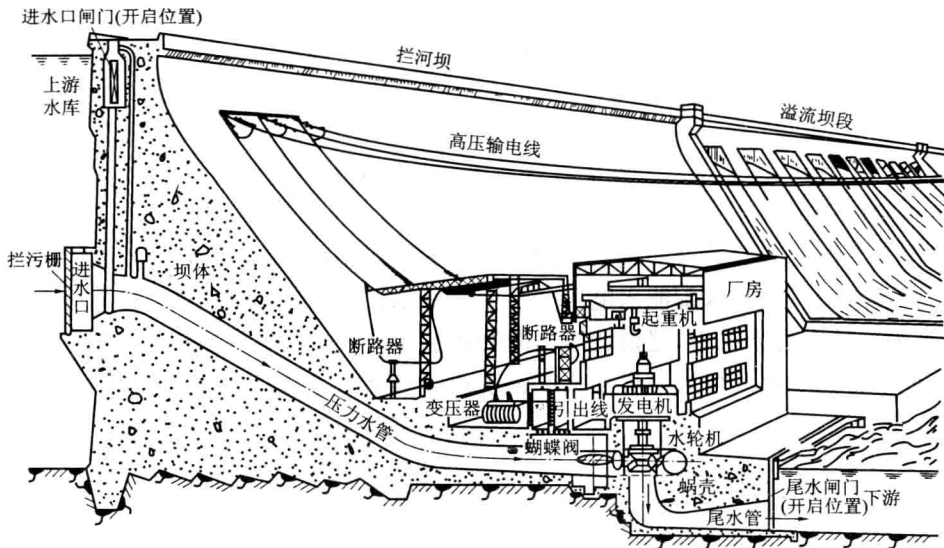 进水口闸门(开启位置)
上游
水库
拦河坝
溢流坝段
高压输电线
拦污栅
进水口
坝体
厂房
起重机
断路器
断路器
变压器
引出线
发电机
压力水管
蝴蝶阀
水轮机
蜗壳
尾水闸门
(开启位置)
下游
尾水管